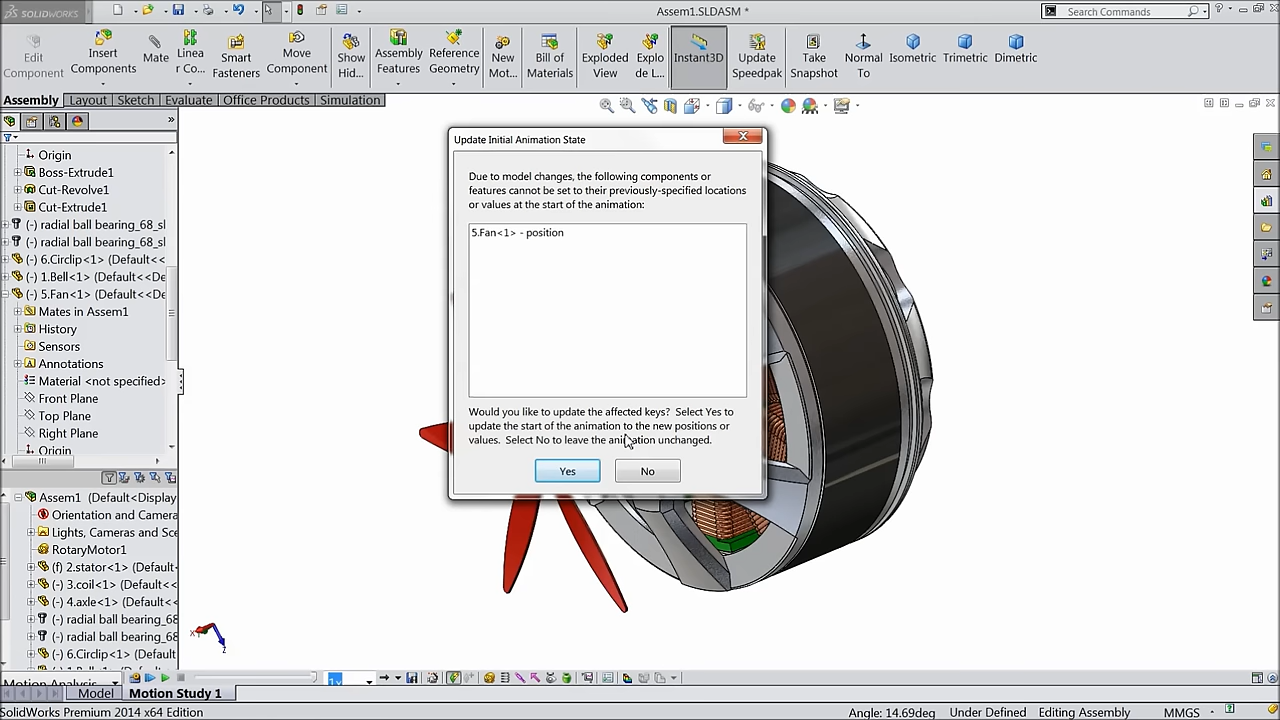 SOLIDWORKS
Assem1.SLDASM *
Search Commands
Edit Component
Insert Components
Mate
Linea r Co...
Smart Fasteners
Move Component
Show Hid...
Assembly Features
Reference Geometry
New Mot...
Bill of Materials
Exploded View
Explo de L...
Instant3D
Update Speedpak
Take Snapshot
Normal To
Isometric
Trimetric
Dimetric
Assembly
Layout
Sketch
Evaluate
Office Products
Simulation
Origin
Boss-Extrude1
Cut-Revolve1
Cut-Extrude1
(-) radial ball bearing_68_sl
(-) radial ball bearing_68_sl
(-) 6.Circlip<1> (Default<<
(-) 1.Bell<1> (Default<<De
(-) 5.Fan<1> (Default<<De
Mates in Assem1
History
Sensors
Annotations
Material <not specified>
Front Plane
Top Plane
Right Plane
Origin
Assem1 (Default<Display
Orientation and Camera
Lights, Cameras and Sce
RotaryMotor1
(f) 2.stator<1> (Default<
(-) 3.coil<1> (Default<<
(-) 4.axle<1> (Default<<
(-) radial ball bearing_68
(-) radial ball bearing_68
(-) 6.Circlip<1> (Default
Motion Analysis
Update Initial Animation State
Due to model changes, the following components or
features cannot be set to their previously-specified locations
or values at the start of the animation:
5.Fan<1> - position
Would you like to update the affected keys? Select Yes to
update the start of the animation to the new positions or
values. Select No to leave the animation unchanged.
Yes
No
x
z
Model
Motion Study 1
SolidWorks Premium 2014 x64 Edition
Angle: 14.69deg
Under Defined
Editing Assembly
MMGS